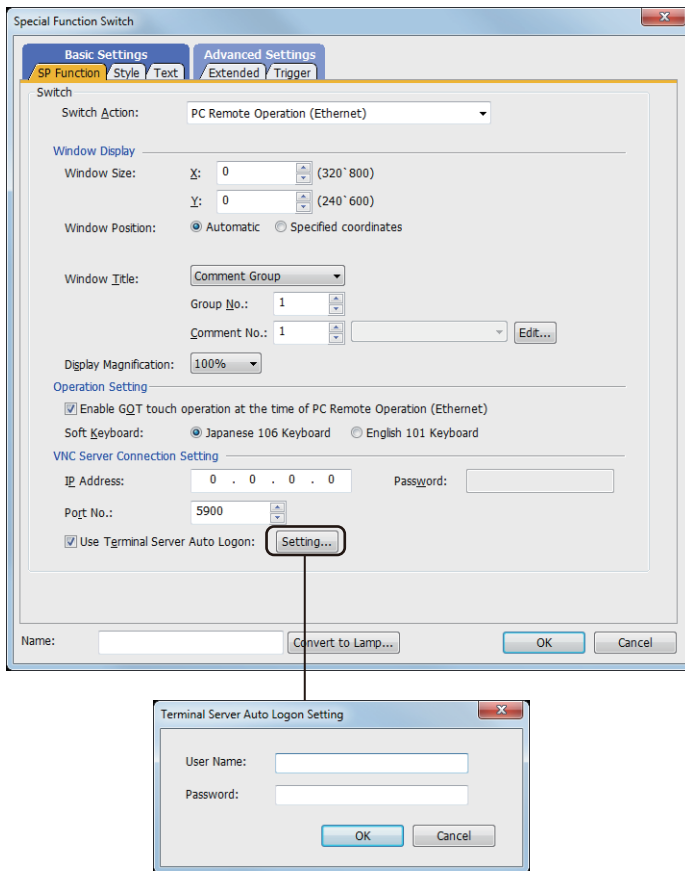 Special Function Switch
Basic Settings Advanced Settings
SP Function Style Text Extended Trigger
Switch
Switch Action: PC Remote Operation (Ethernet)
Window Display
Window Size: X: 0 (320`800)
Y: 0 (240`600)
Window Position: Automatic Specified coordinates
Window Title: Comment Group
Group No.: 1
Comment No.: 1 Edit...
Display Magnification: 100%
Operation Setting
Enable GOT touch operation at the time of PC Remote Operation (Ethernet)
Soft Keyboard: Japanese 106 Keyboard English 101 Keyboard
VNC Server Connection Setting
IP Address: 0 . 0 . 0 . 0 Password:
Port No.: 5900
Use Terminal Server Auto Logon: Setting...
Name: Convert to Lamp... OK Cancel
Terminal Server Auto Logon Setting
User Name:
Password:
OK Cancel